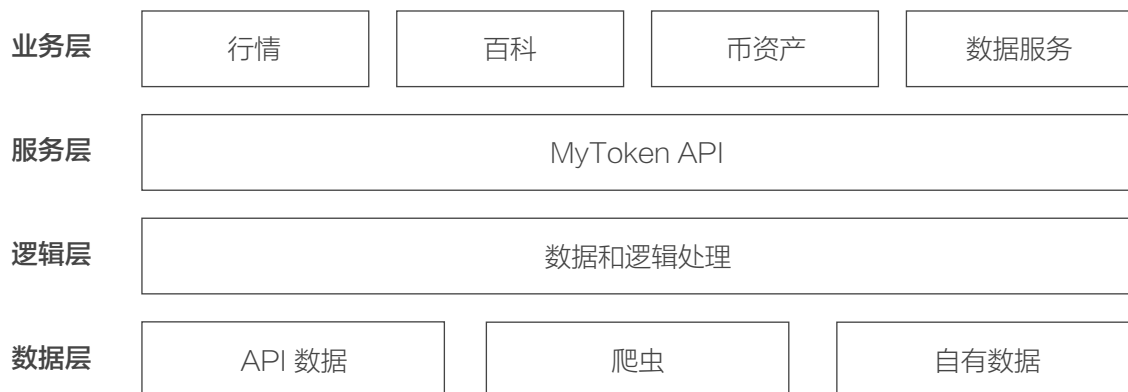 业务层 行情 百科 币资产 数据服务
服务层 MyToken API
逻辑层 数据和逻辑处理
数据层 API 数据 爬虫 自有数据